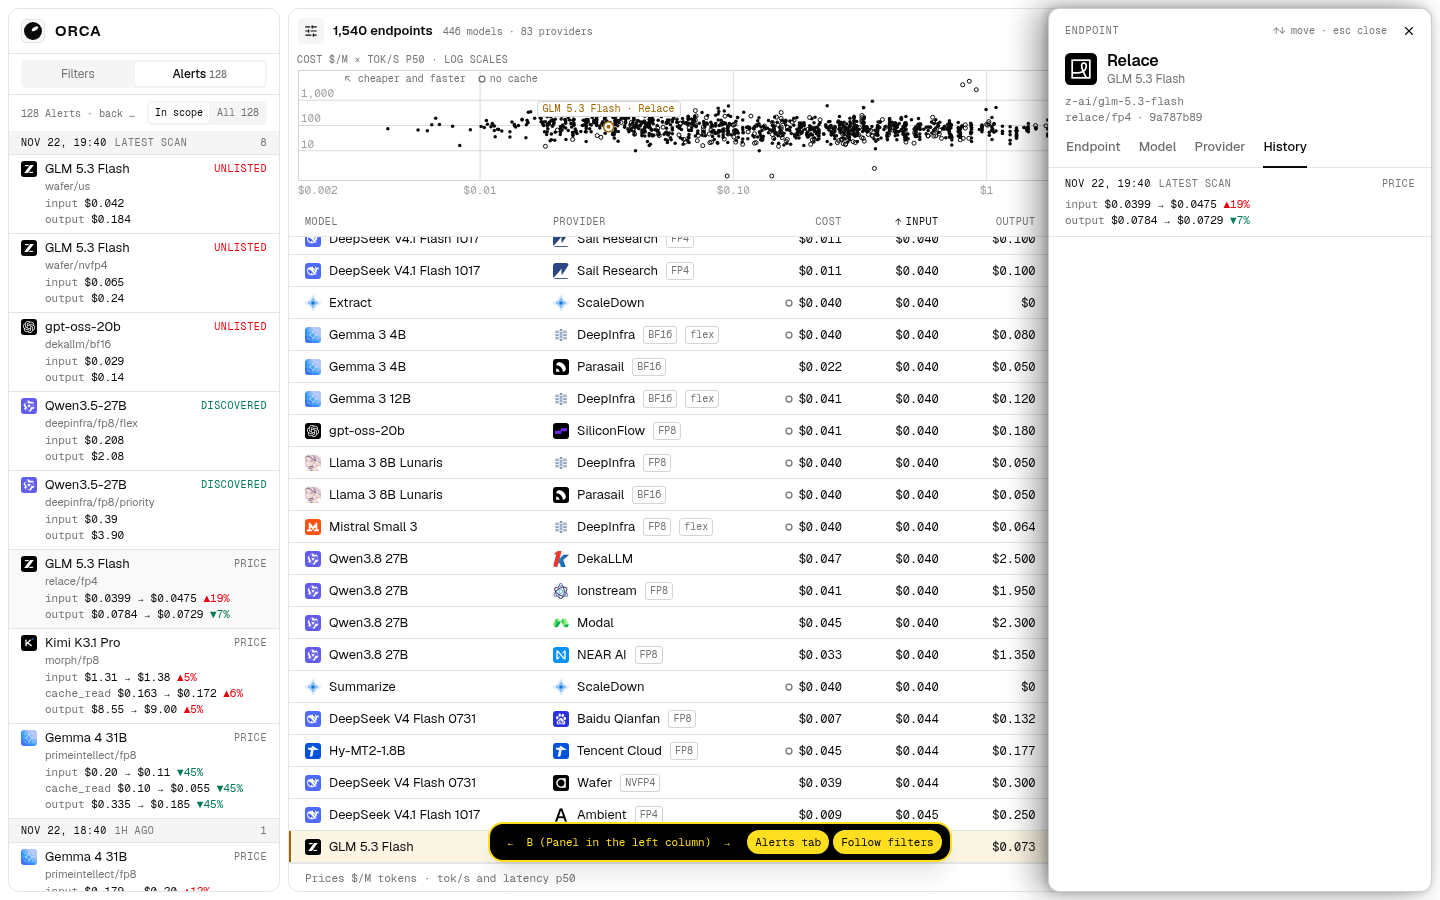 ORCA
Filters
Alerts 128
128 Alerts · back …
In scope
All 128
NOV 22, 19:40 LATEST SCAN 8
GLM 5.3 Flash UNLISTED
wafer/us
input $0.042
output $0.184
GLM 5.3 Flash UNLISTED
wafer/nvfp4
input $0.065
output $0.24
gpt-oss-20b UNLISTED
dekallm/bf16
input $0.029
output $0.14
Qwen3.5-27B DISCOVERED
deepinfra/fp8/flex
input $0.208
output $2.08
Qwen3.5-27B DISCOVERED
deepinfra/fp8/priority
input $0.39
output $3.90
GLM 5.3 Flash PRICE
relace/fp4
input $0.0399 → $0.0475 ▲19%
output $0.0784 → $0.0729 ▼7%
Kimi K3.1 Pro PRICE
morph/fp8
input $1.31 → $1.38 ▲5%
cache_read $0.163 → $0.172 ▲6%
output $8.55 → $9.00 ▲5%
Gemma 4 31B PRICE
primeintellect/fp8
input $0.20 → $0.11 ▼45%
cache_read $0.10 → $0.055 ▼45%
output $0.335 → $0.185 ▼45%
NOV 22, 18:40 1H AGO 1
Gemma 4 31B PRICE
primeintellect/fp8
input $0.179 → $0.20 ▲12%
1,540 endpoints 446 models · 83 providers
COST $/M × TOK/S P50 · LOG SCALES
↖ cheaper and faster
no cache
1,000
100
10
GLM 5.3 Flash · Relace
$0.002 $0.01 $0.10 $1
MODEL PROVIDER COST ↑ INPUT OUTPUT
DeepSeek V4.1 Flash 1017 Sail Research FP4 $0.011 $0.040 $0.100
DeepSeek V4.1 Flash 1017 Sail Research FP4 $0.011 $0.040 $0.100
Extract ScaleDown $0.040 $0.040 $0
Gemma 3 4B DeepInfra BF16 flex $0.040 $0.040 $0.080
Gemma 3 4B Parasail BF16 $0.022 $0.040 $0.050
Gemma 3 12B DeepInfra BF16 flex $0.041 $0.040 $0.120
gpt-oss-20b SiliconFlow FP8 $0.041 $0.040 $0.180
Llama 3 8B Lunaris DeepInfra FP8 $0.040 $0.040 $0.050
Llama 3 8B Lunaris Parasail BF16 $0.040 $0.040 $0.050
Mistral Small 3 DeepInfra FP8 flex $0.040 $0.040 $0.064
Qwen3.8 27B DekaLLM $0.047 $0.040 $2.500
Qwen3.8 27B Ionstream FP8 $0.041 $0.040 $1.950
Qwen3.8 27B Modal $0.045 $0.040 $2.300
Qwen3.8 27B NEAR AI FP8 $0.033 $0.040 $1.350
Summarize ScaleDown $0.040 $0.040 $0
DeepSeek V4 Flash 0731 Baidu Qianfan FP8 $0.007 $0.044 $0.132
Hy-MT2-1.8B Tencent Cloud FP8 $0.045 $0.044 $0.177
DeepSeek V4 Flash 0731 Wafer NVFP4 $0.039 $0.044 $0.300
DeepSeek V4.1 Flash 1017 Ambient FP4 $0.009 $0.045 $0.250
GLM 5.3 Flash $0.073
← B (Panel in the left column) → Alerts tab Follow filters
Prices $/M tokens · tok/s and latency p50
ENDPOINT ↑↓ move · esc close ×
Relace
GLM 5.3 Flash
z-ai/glm-5.3-flash
relace/fp4 · 9a787b89
Endpoint Model Provider History
NOV 22, 19:40 LATEST SCAN PRICE
input $0.0399 → $0.0475 ▲19%
output $0.0784 → $0.0729 ▼7%